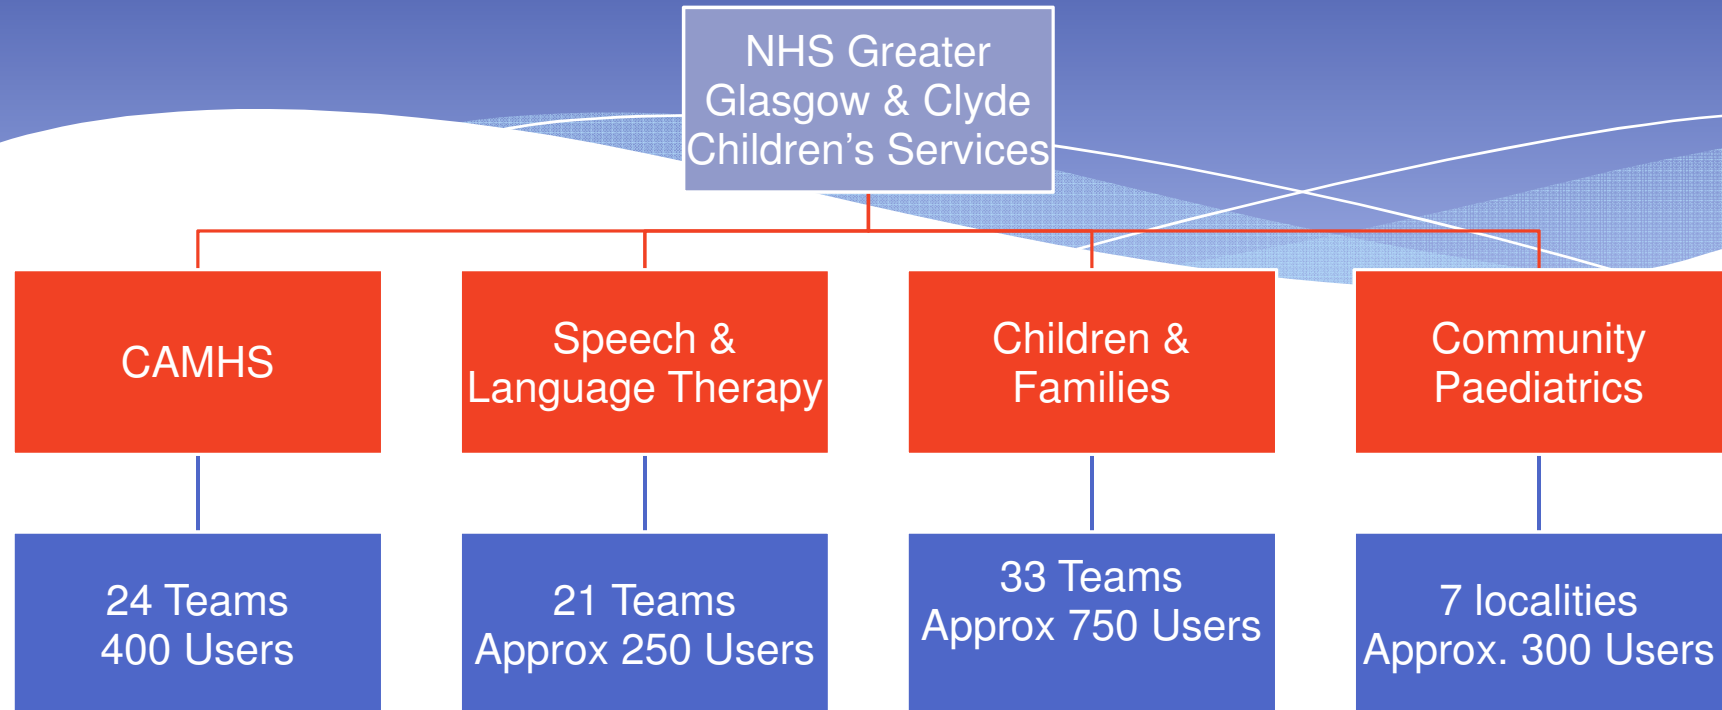 NHS Greater
Glasgow & Clyde
Children's Services
CAMHS
Speech &
Language Therapy
Children &
Families
Community
Paediatrics
24 Teams
400 Users
21 Teams
Approx 250 Users
33 Teams
Approx 750 Users
7 localities
Approx. 300 Users